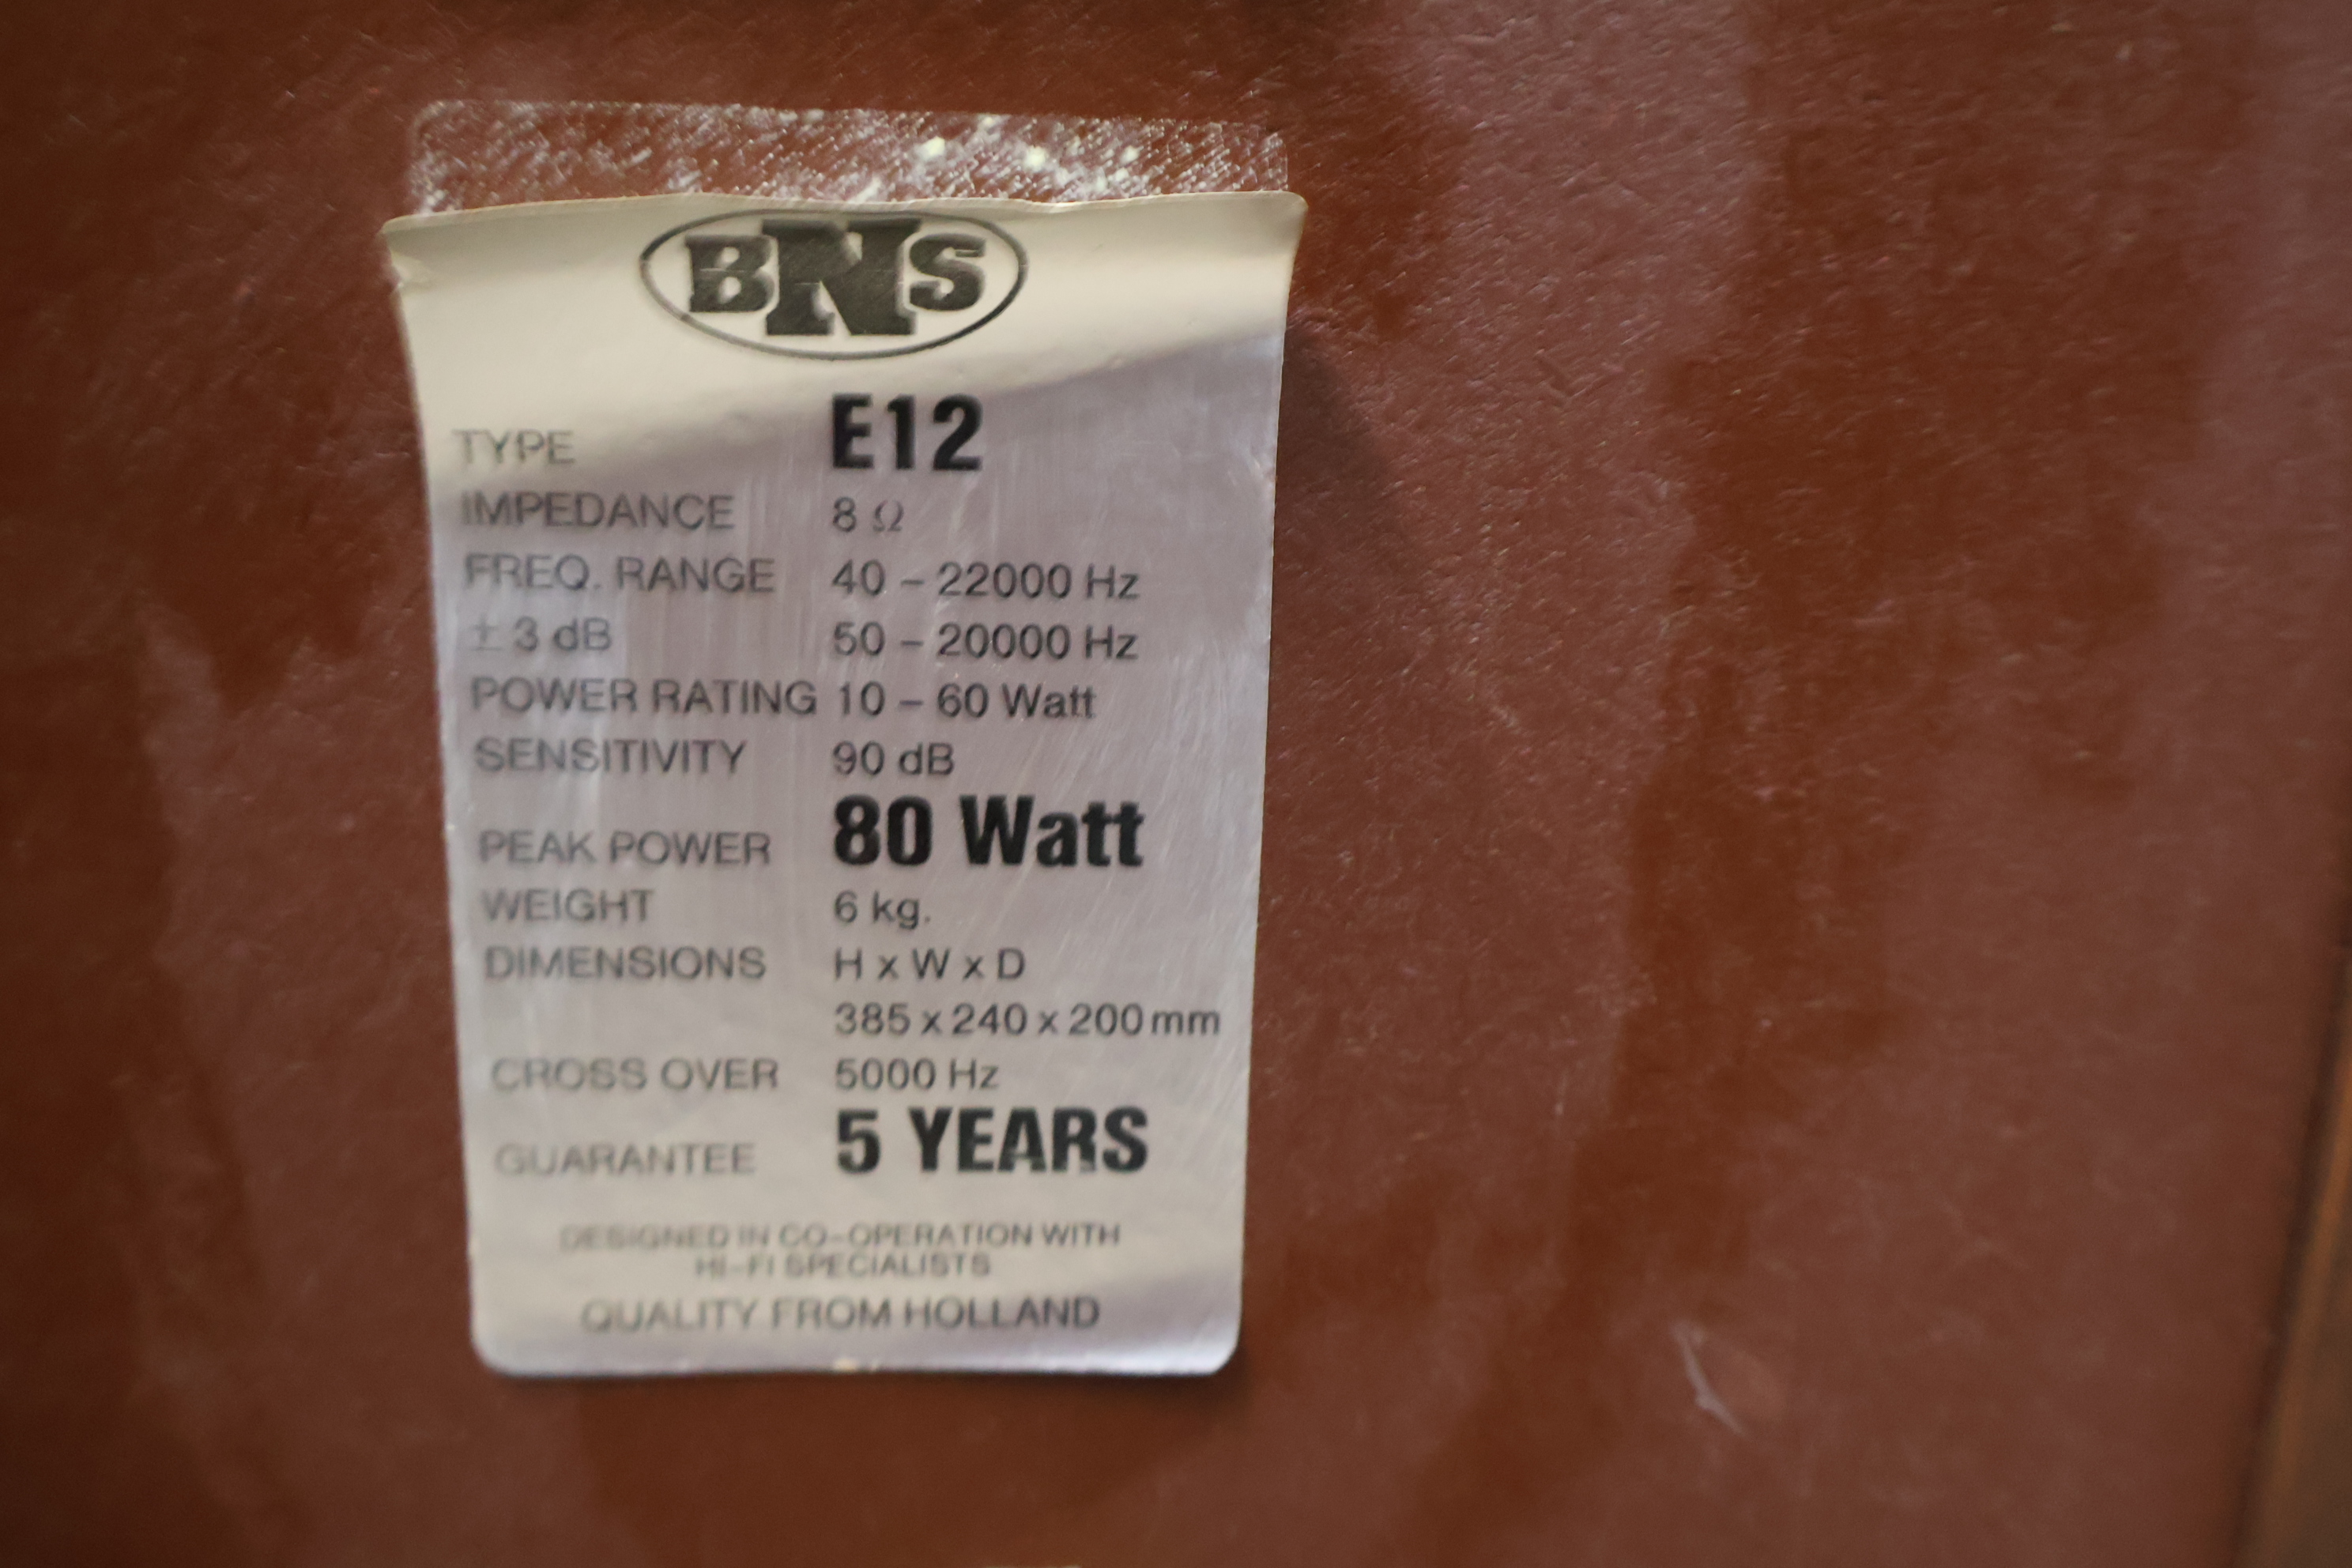 BNS
TYPE E12
IMPEDANCE 8 Ω
FREQ. RANGE 40 – 22000 Hz
± 3 dB 50 – 20000 Hz
POWER RATING 10 – 60 Watt
SENSITIVITY 90 dB
PEAK POWER 80 Watt
WEIGHT 6 kg.
DIMENSIONS H x W x D
385 x 240 x 200 mm
CROSS OVER 5000 Hz
GUARANTEE 5 YEARS
DESIGNED IN CO-OPERATION WITH
HI-FI SPECIALISTS
QUALITY FROM HOLLAND